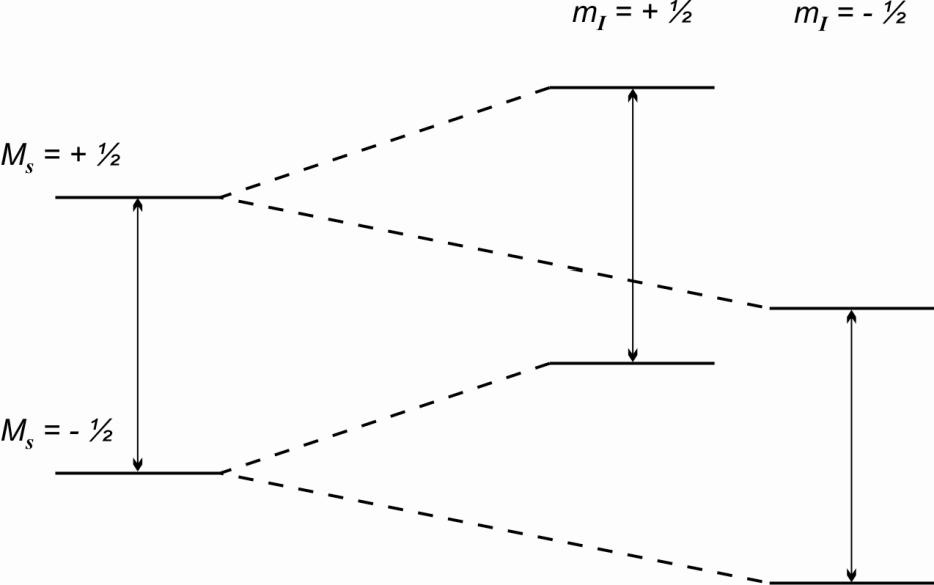 m_I = + ½
m_I = - ½
M_s = + ½
M_s = - ½